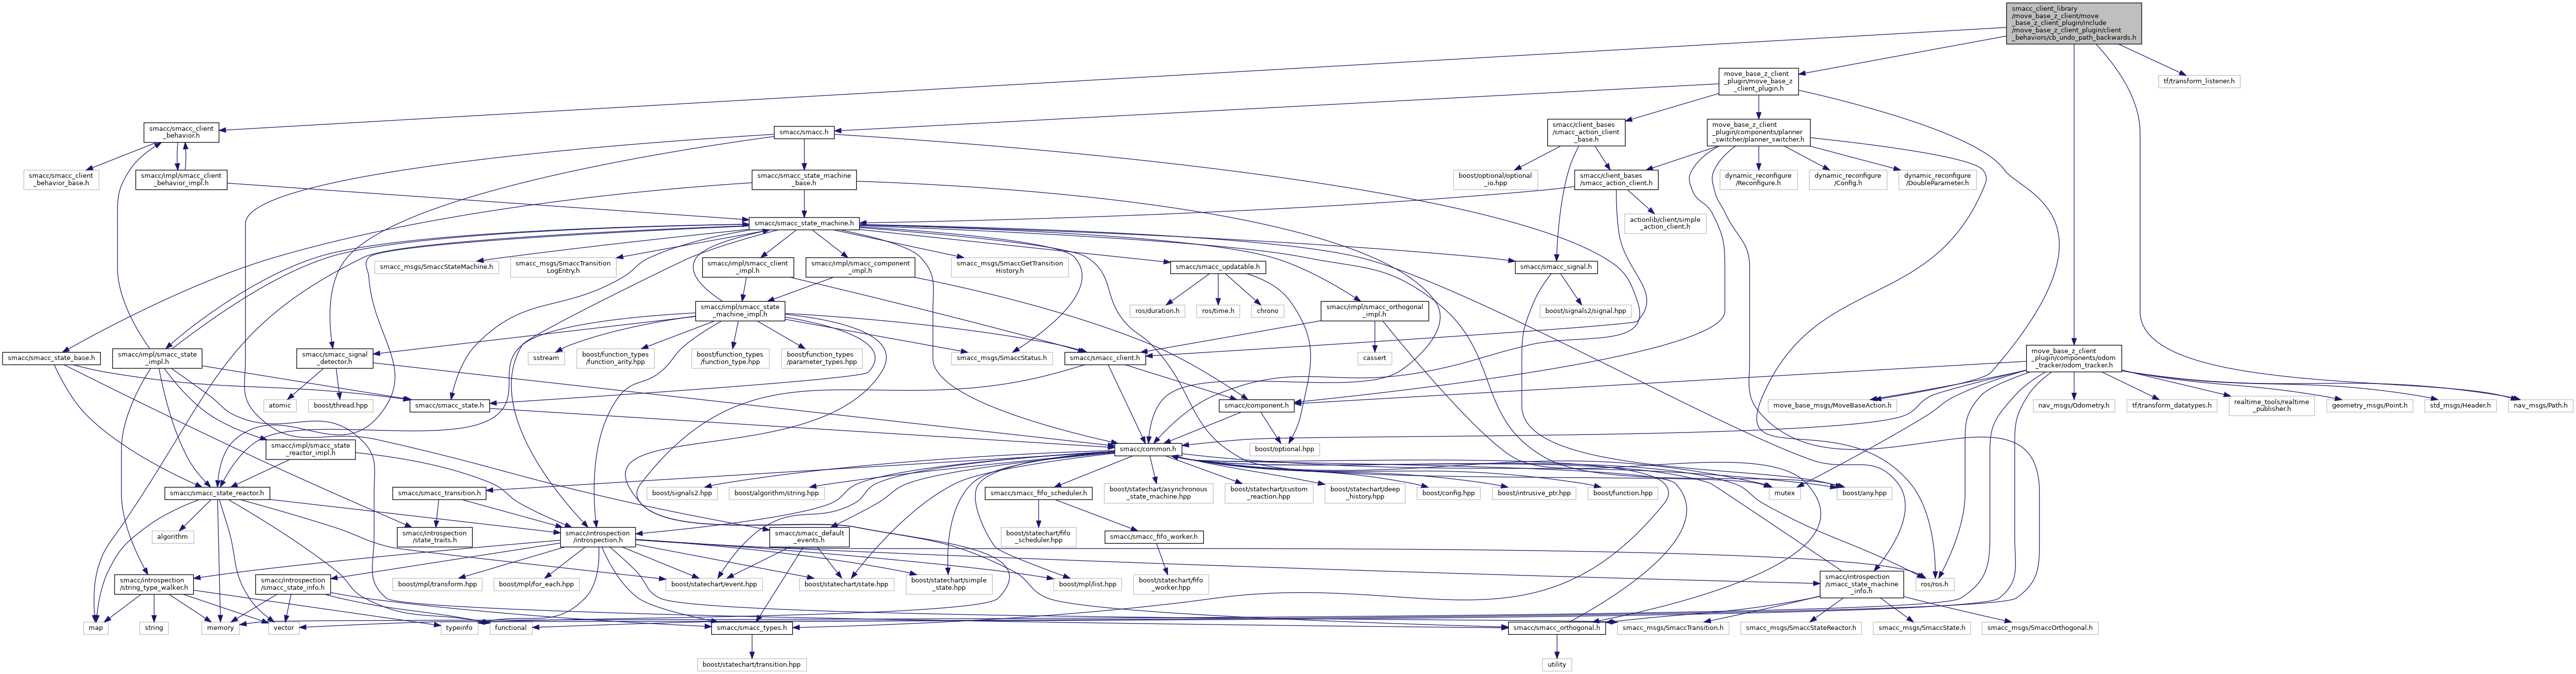 smacc_client_library
/move_base_z_client/move
_base_z_client_plugin/include
/move_base_z_client_plugin/client
_behaviors/cb_undo_path_backwards.h
move_base_z_client
_plugin/move_base_z
_client_plugin.h
tf/transform_listener.h
smacc/smacc_client
_behavior.h
smacc/smacc.h
smacc/client_bases
/smacc_action_client
_base.h
move_base_z_client
_plugin/components/planner
_switcher/planner_switcher.h
smacc/smacc_client
_behavior_base.h
smacc/impl/smacc_client
_behavior_impl.h
smacc/smacc_state_machine
_base.h
boost/optional/optional
_io.hpp
smacc/client_bases
/smacc_action_client.h
dynamic_reconfigure
/Reconfigure.h
dynamic_reconfigure
/Config.h
dynamic_reconfigure
/DoubleParameter.h
smacc/smacc_state_machine.h
actionlib/client/simple
_action_client.h
smacc_msgs/SmaccStateMachine.h
smacc_msgs/SmaccTransition
LogEntry.h
smacc/impl/smacc_client
_impl.h
smacc/impl/smacc_component
_impl.h
smacc_msgs/SmaccGetTransition
History.h
smacc/smacc_updatable.h
smacc/smacc_signal.h
smacc/impl/smacc_state
_machine_impl.h
ros/duration.h
ros/time.h
chrono
smacc/impl/smacc_orthogonal
_impl.h
boost/signals2/signal.hpp
smacc/smacc_state_base.h
smacc/impl/smacc_state
_impl.h
smacc/smacc_signal
_detector.h
sstream
boost/function_types
/function_arity.hpp
boost/function_types
/function_type.hpp
boost/function_types
/parameter_types.hpp
smacc_msgs/SmaccStatus.h
smacc/smacc_client.h
cassert
move_base_z_client
_plugin/components/odom
_tracker/odom_tracker.h
atomic
boost/thread.hpp
smacc/smacc_state.h
smacc/component.h
move_base_msgs/MoveBaseAction.h
nav_msgs/Odometry.h
tf/transform_datatypes.h
realtime_tools/realtime
_publisher.h
geometry_msgs/Point.h
std_msgs/Header.h
nav_msgs/Path.h
smacc/impl/smacc_state
_reactor_impl.h
smacc/common.h
boost/optional.hpp
smacc/smacc_state_reactor.h
smacc/smacc_transition.h
boost/signals2.hpp
boost/algorithm/string.hpp
smacc/smacc_fifo_scheduler.h
boost/statechart/asynchronous
_state_machine.hpp
boost/statechart/custom
_reaction.hpp
boost/statechart/deep
_history.hpp
boost/config.hpp
boost/intrusive_ptr.hpp
boost/function.hpp
mutex
boost/any.hpp
algorithm
smacc/introspection
/state_traits.h
smacc/introspection
/introspection.h
smacc/smacc_default
_events.h
boost/statechart/fifo
_scheduler.hpp
smacc/smacc_fifo_worker.h
smacc/introspection
/string_type_walker.h
smacc/introspection
/smacc_state_info.h
boost/mpl/transform.hpp
boost/mpl/for_each.hpp
boost/statechart/event.hpp
boost/statechart/state.hpp
boost/statechart/simple
_state.hpp
boost/mpl/list.hpp
boost/statechart/fifo
_worker.hpp
smacc/introspection
/smacc_state_machine
_info.h
ros/ros.h
map
string
memory
vector
typeinfo
functional
smacc/smacc_types.h
smacc/smacc_orthogonal.h
smacc_msgs/SmaccTransition.h
smacc_msgs/SmaccStateReactor.h
smacc_msgs/SmaccState.h
smacc_msgs/SmaccOrthogonal.h
boost/statechart/transition.hpp
utility